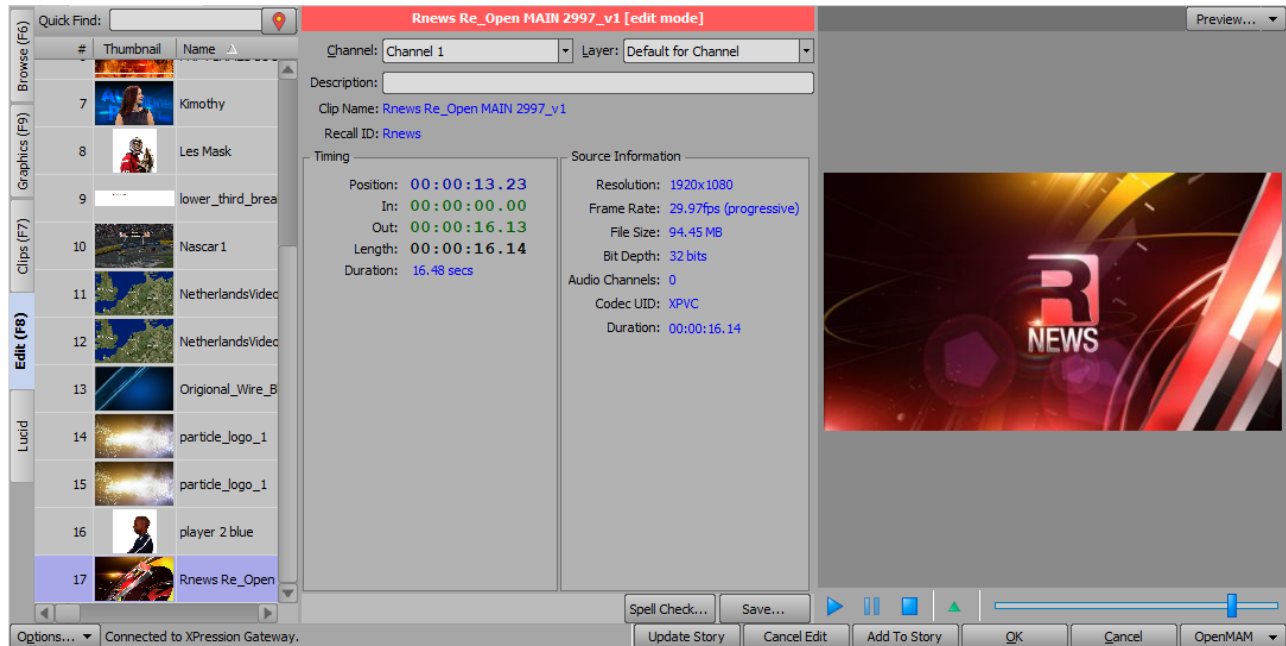 Quick Find:
# Thumbnail Name
7 Kimothy
8 Les Mask
9 lower_third_brea
10 Nascar1
11 NetherlandsVideo
12 NetherlandsVideo
13 Origional_Wire_B
14 particle_logo_1
15 particle_logo_1
16 player 2 blue
17 Rnews Re_Open
Browse (F6)
Graphics (F9)
Clips (F7)
Edit (F8)
Lucid
Rnews Re_Open MAIN 2997_v1 [edit mode]
Channel: Channel 1 Layer: Default for Channel
Description:
Clip Name: Rnews Re_Open MAIN 2997_v1
Recall ID: Rnews
Timing
Position: 00:00:13.23
In: 00:00:00.00
Out: 00:00:16.13
Length: 00:00:16.14
Duration: 16.48 secs
Source Information
Resolution: 1920x1080
Frame Rate: 29.97fps (progressive)
File Size: 94.45 MB
Bit Depth: 32 bits
Audio Channels: 0
Codec UID: XPVC
Duration: 00:00:16.14
Preview...
R
NEWS
Spell Check... Save...
Options... Connected to XPression Gateway.
Update Story Cancel Edit Add To Story OK Cancel OpenMAM